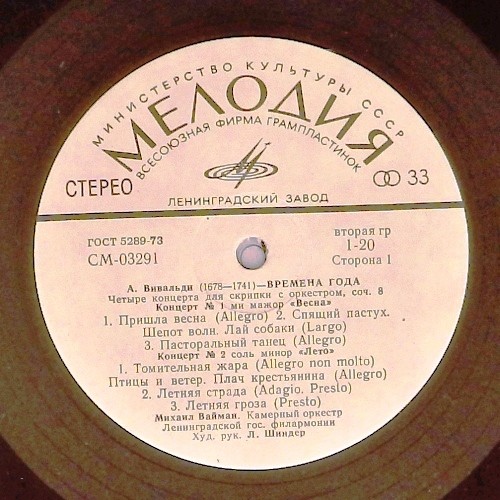 МИНИСТЕРСТВО КУЛЬТУРЫ СССР
МЕЛОДИЯ
ВСЕСОЮЗНАЯ ФИРМА ГРАМПЛАСТИНОК
СТЕРЕО
33
ЛЕНИНГРАДСКИЙ ЗАВОД
ГОСТ 5289-73
вторая гр
СМ-03291
1-20
Сторона 1
А. Вивальди (1678—1741)—ВРЕМЕНА ГОДА
Четыре концерта для скрипки с оркестром, соч. 8
Концерт № 1 ми мажор «Весна»
1. Пришла весна (Allegro) 2. Спящий пастух.
Шепот волн. Лай собаки (Largo)
3. Пасторальный танец (Allegro)
Концерт № 2 соль минор «Лето»
1. Томительная жара (Allegro non molto)
Птицы и ветер. Плач крестьянина (Allegro)
2. Летняя страда (Adagio. Presto)
3. Летняя гроза (Presto)
Михаил Вайман. Камерный оркестр
Ленинградской гос. филармонии
Худ. рук. Л. Шиндер